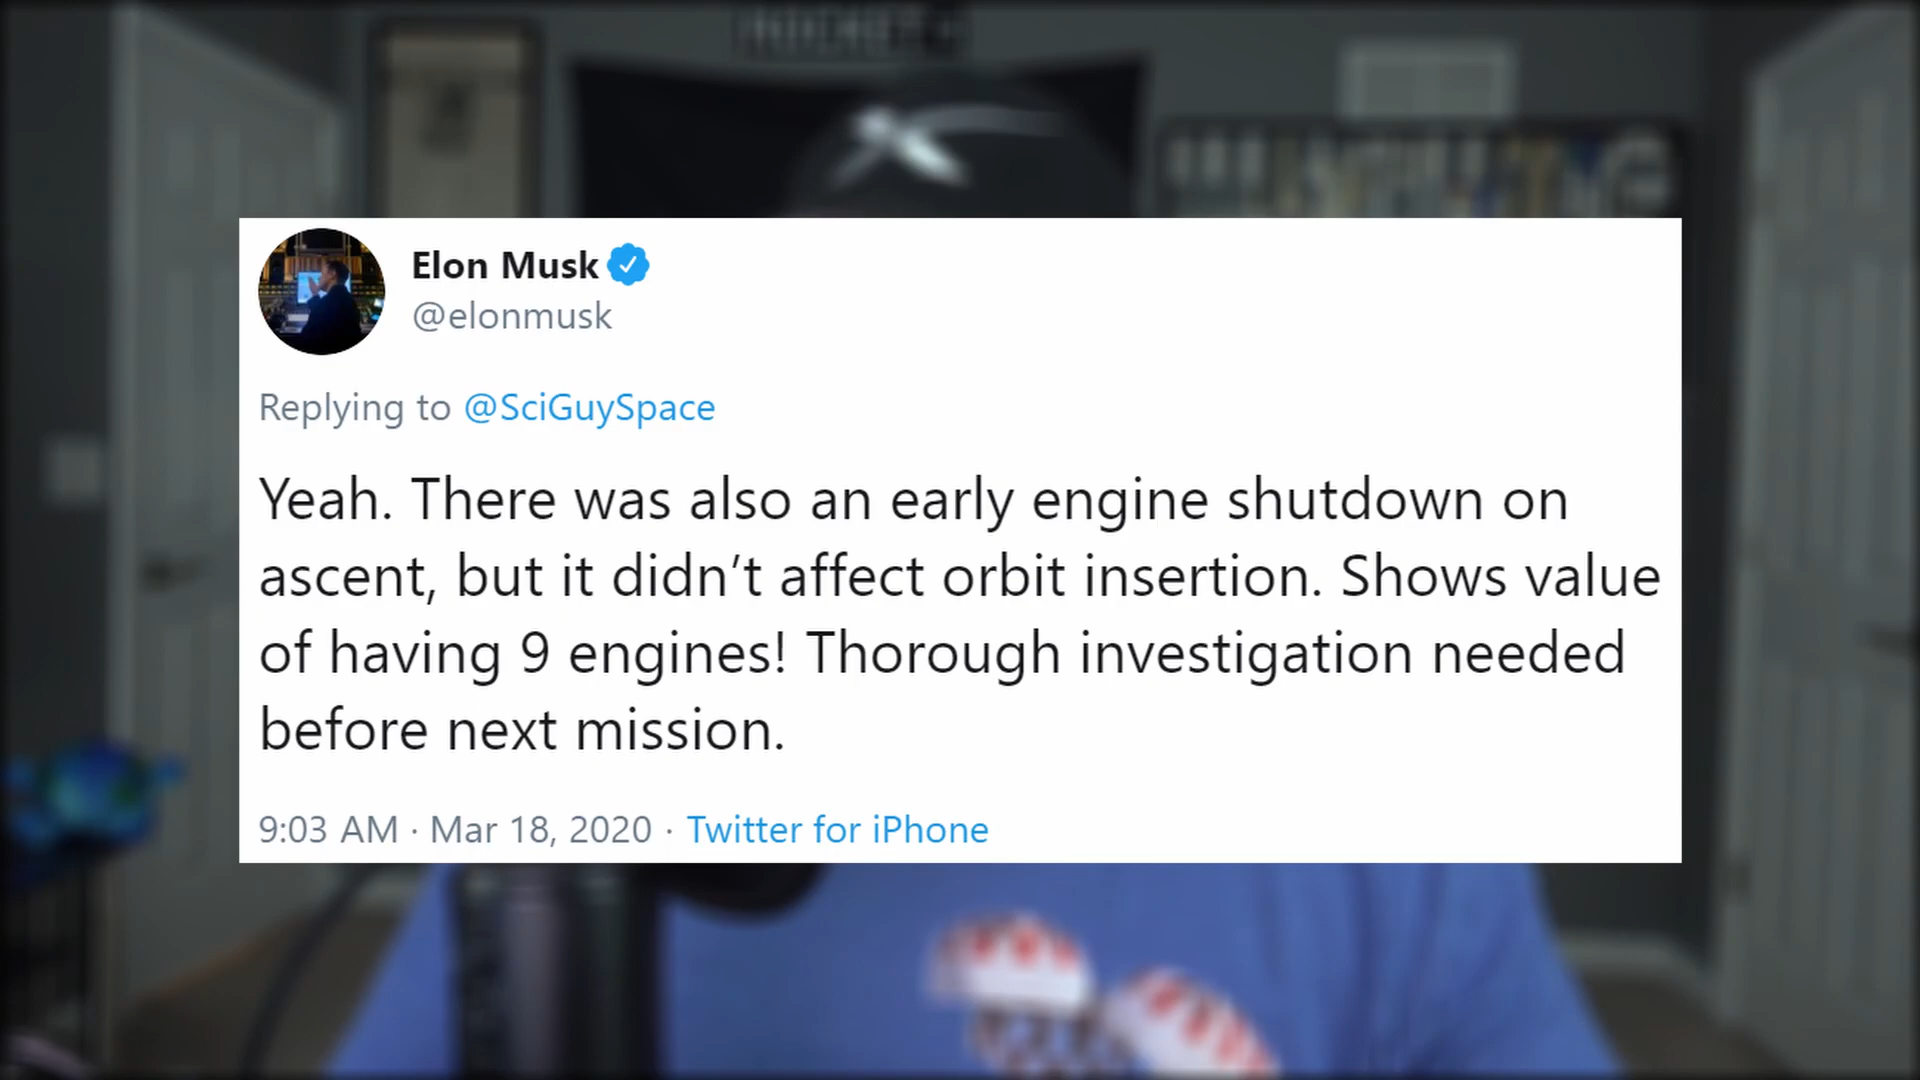 Elon Musk
@elonmusk
Replying to @SciGuySpace
Yeah. There was also an early engine shutdown on
ascent, but it didn’t affect orbit insertion. Shows value
of having 9 engines! Thorough investigation needed
before next mission.
9:03 AM · Mar 18, 2020 · Twitter for iPhone